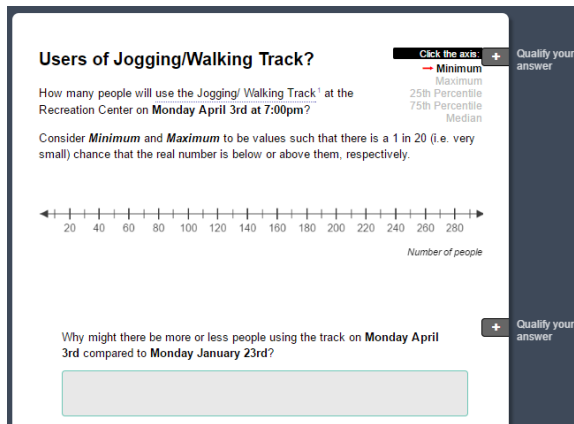 Users of Jogging/Walking Track?
Click the axis:
→ Minimum
Maximum
25th Percentile
75th Percentile
Median
+
Qualify your
answer
How many people will use the Jogging/ Walking Track¹ at the
Recreation Center on Monday April 3rd at 7:00pm?
Consider Minimum and Maximum to be values such that there is a 1 in 20 (i.e. very
small) chance that the real number is below or above them, respectively.
20 40 60 80 100 120 140 160 180 200 220 240 260 280
Number of people
+
Qualify your
answer
Why might there be more or less people using the track on Monday April
3rd compared to Monday January 23rd?